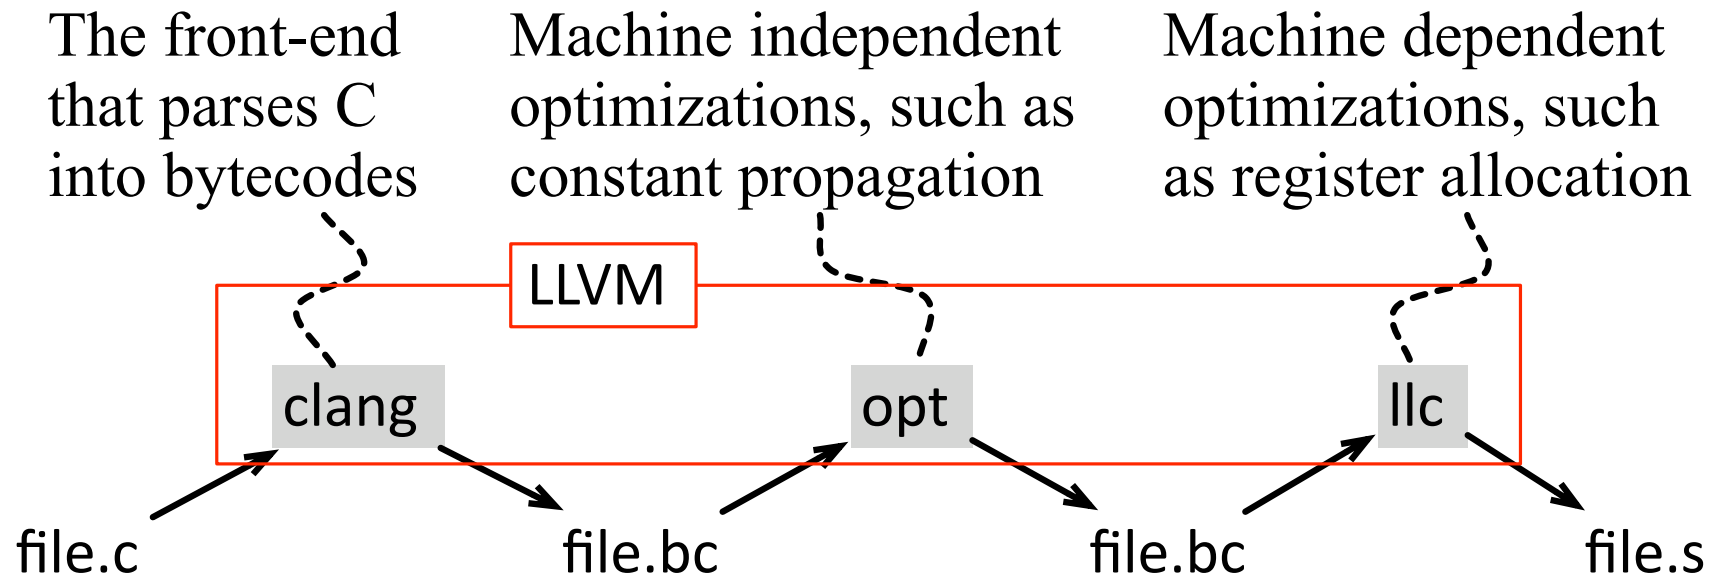 The front-end
that parses C
into bytecodes
Machine independent
optimizations, such as
constant propagation
Machine dependent
optimizations, such
as register allocation
LLVM
clang
opt
llc
file.c
file.bc
file.bc
file.s